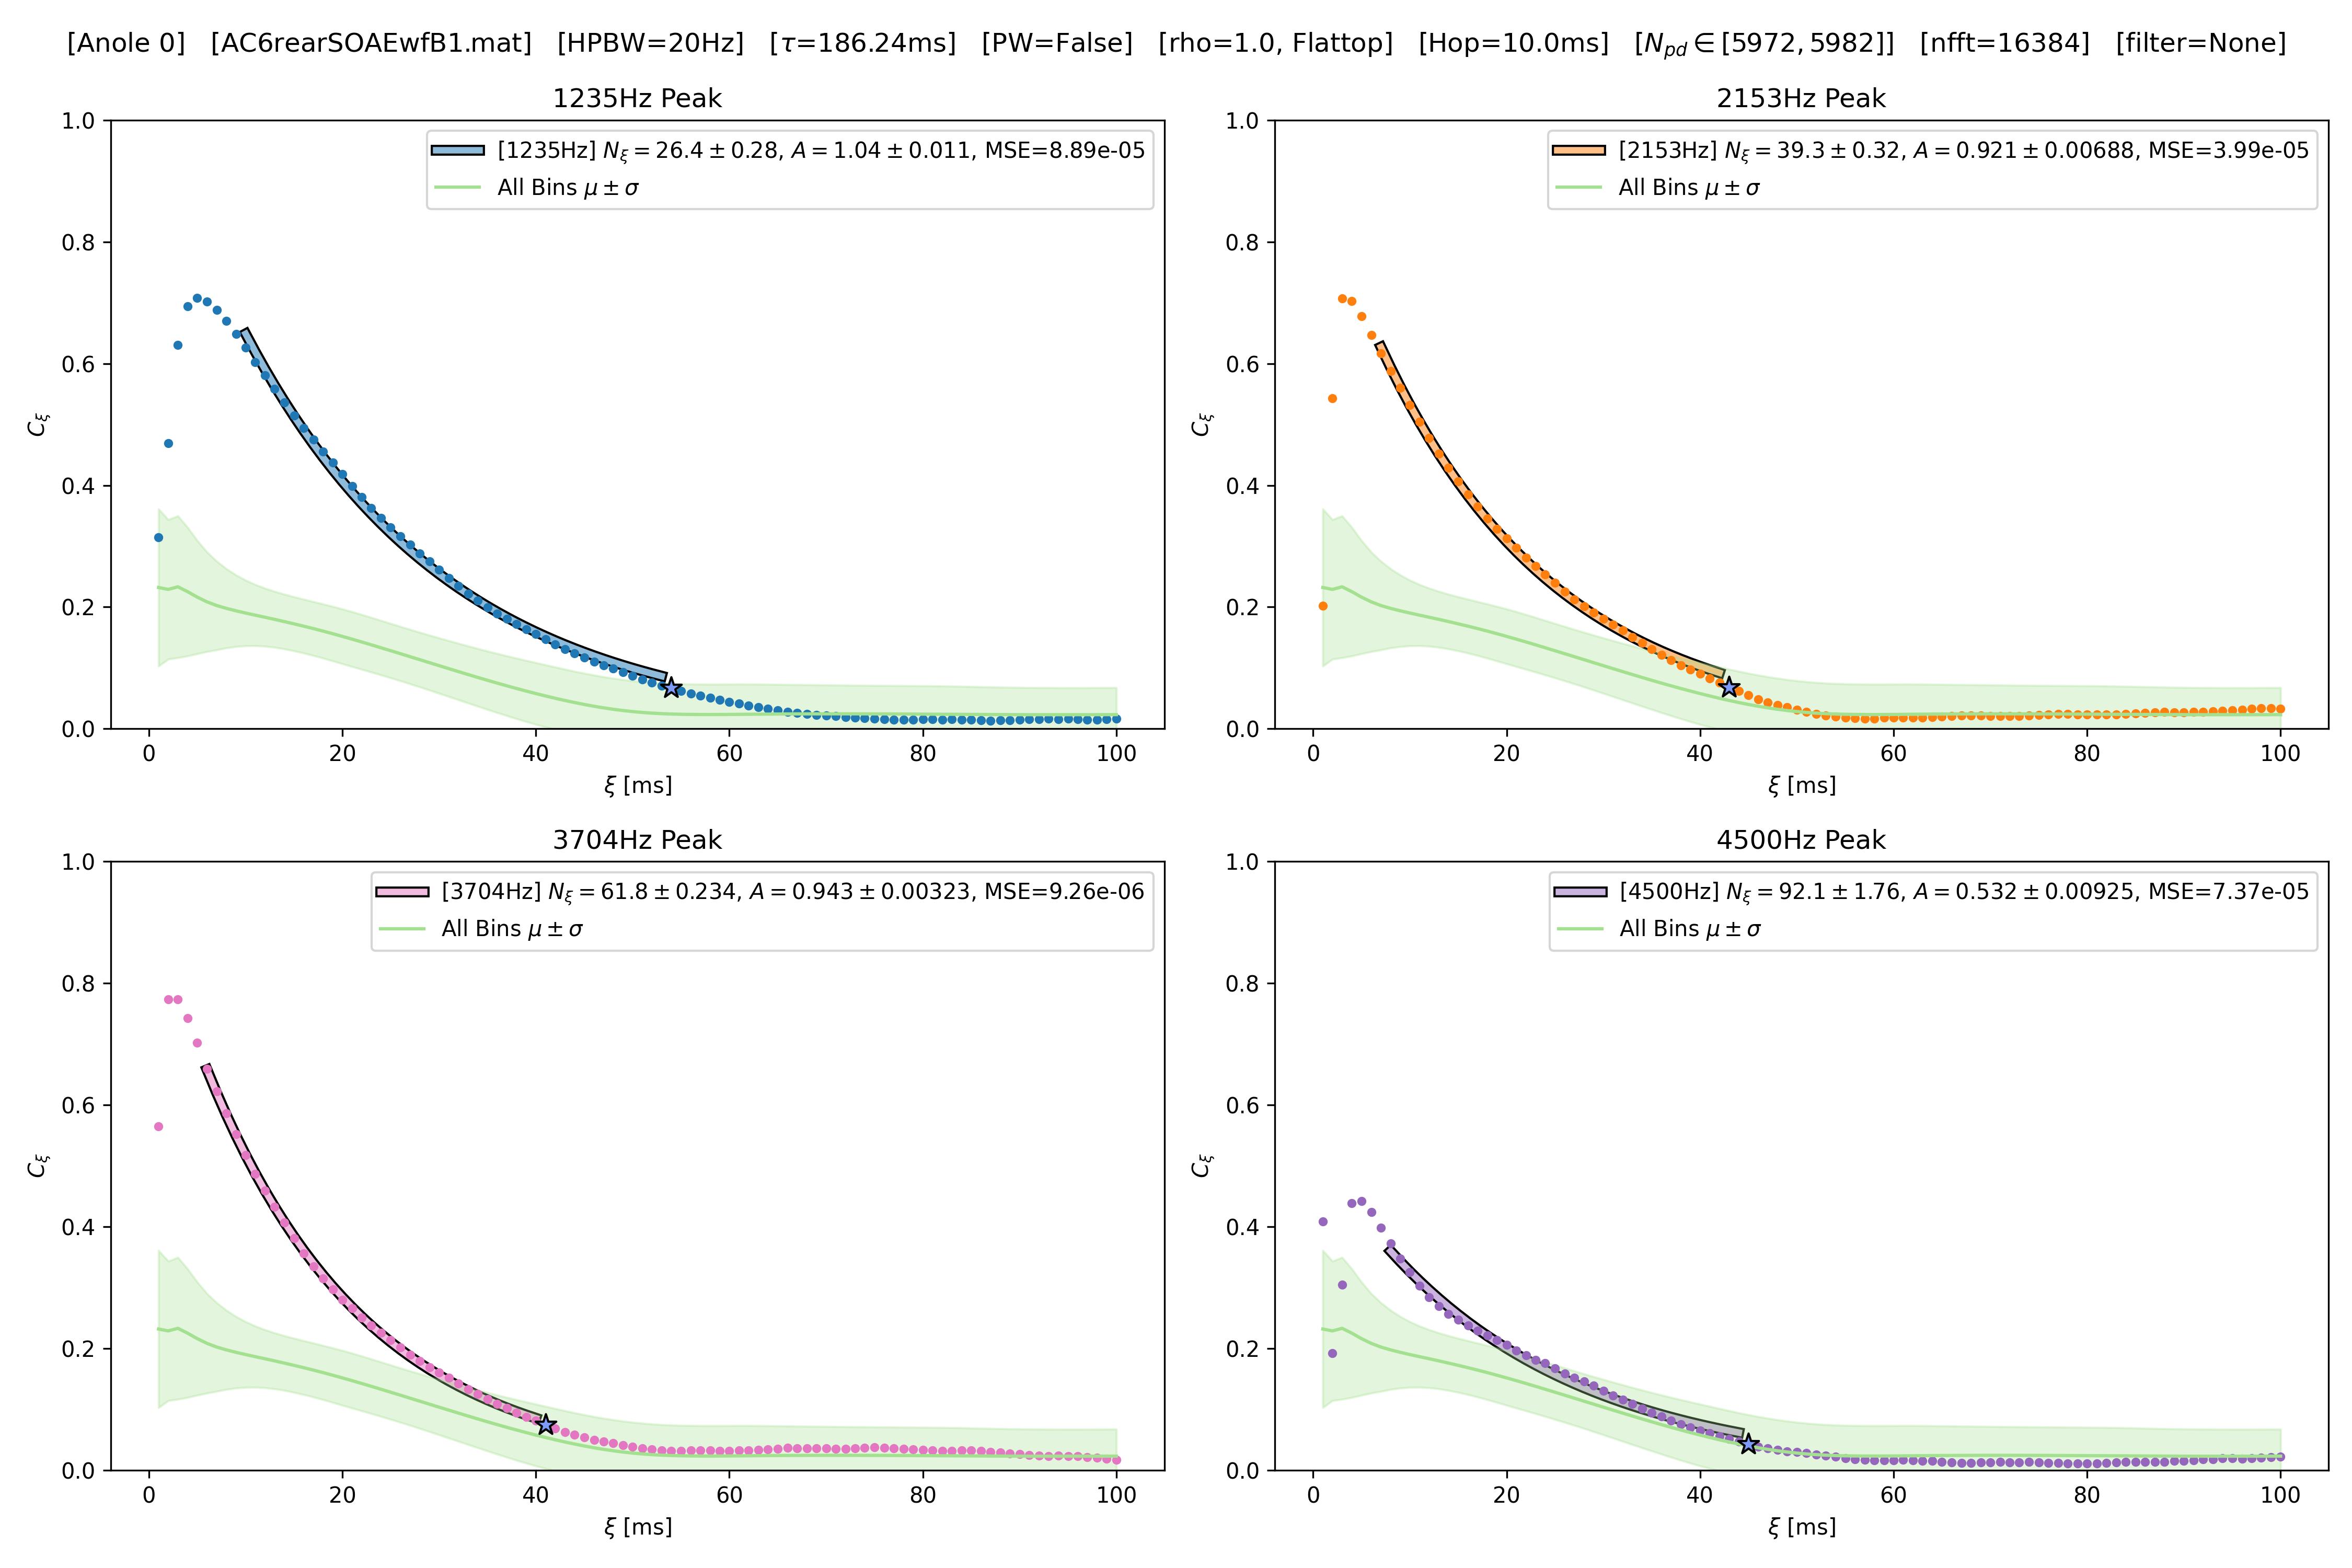 [Anole 0] [AC6rearSOAEwfB1.mat] [HPBW=20Hz] [τ=186.24ms] [PW=False] [rho=1.0, Flattop] [Hop=10.0ms] [N_pd ∈ [5972, 5982]] [nfft=16384] [filter=None]
1235Hz Peak
[1235Hz] N_ξ = 26.4 ± 0.28, A = 1.04 ± 0.011, MSE=8.89e-05
All Bins μ ± σ
1.0
0.8
0.6
0.4
0.2
0.0
C_ξ
0 20 40 60 80 100
ξ [ms]
2153Hz Peak
[2153Hz] N_ξ = 39.3 ± 0.32, A = 0.921 ± 0.00688, MSE=3.99e-05
All Bins μ ± σ
1.0
0.8
0.6
0.4
0.2
0.0
C_ξ
0 20 40 60 80 100
ξ [ms]
3704Hz Peak
[3704Hz] N_ξ = 61.8 ± 0.234, A = 0.943 ± 0.00323, MSE=9.26e-06
All Bins μ ± σ
1.0
0.8
0.6
0.4
0.2
0.0
C_ξ
0 20 40 60 80 100
ξ [ms]
4500Hz Peak
[4500Hz] N_ξ = 92.1 ± 1.76, A = 0.532 ± 0.00925, MSE=7.37e-05
All Bins μ ± σ
1.0
0.8
0.6
0.4
0.2
0.0
C_ξ
0 20 40 60 80 100
ξ [ms]